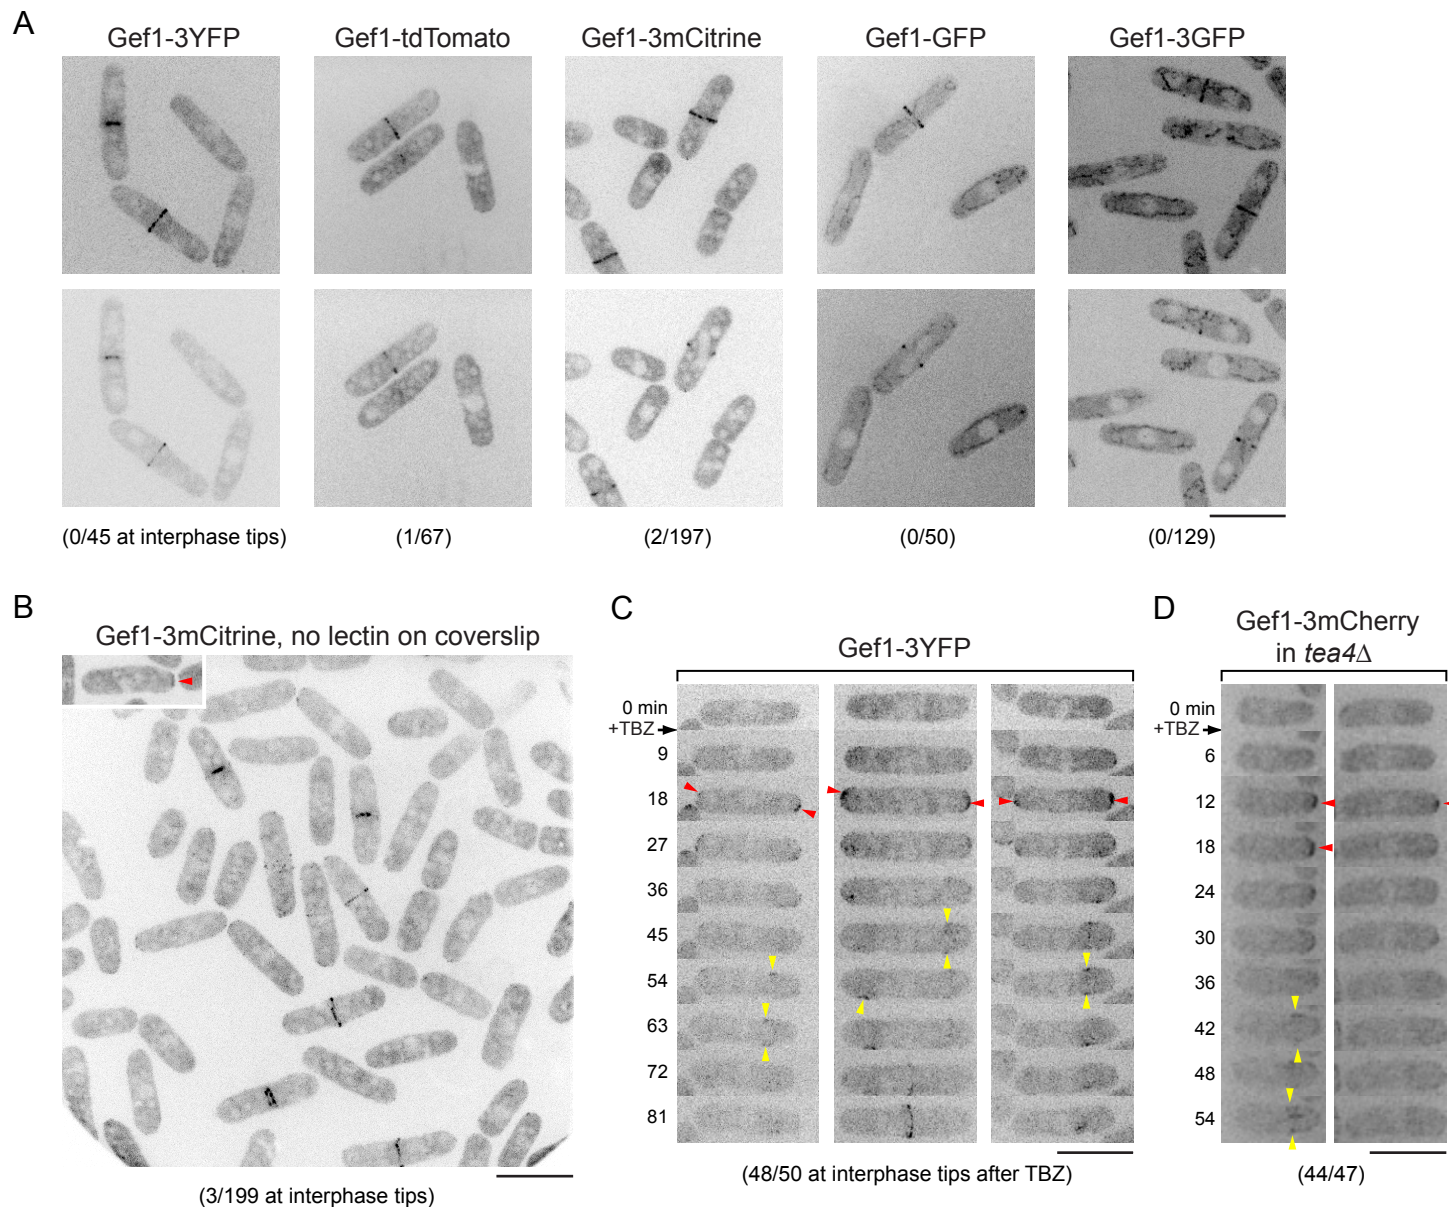 A
Gef1-3YFP
Gef1-tdTomato
Gef1-3mCitrine
Gef1-GFP
Gef1-3GFP
(0/45 at interphase tips)
(1/67)
(2/197)
(0/50)
(0/129)
B
Gef1-3mCitrine, no lectin on coverslip
(3/199 at interphase tips)
C
Gef1-3YFP
0 min
+TBZ
9
18
27
36
45
54
63
72
81
(48/50 at interphase tips after TBZ)
D
Gef1-3mCherry
in tea4Δ
+TBZ
6
12
18
24
30
36
42
48
54
(44/47)